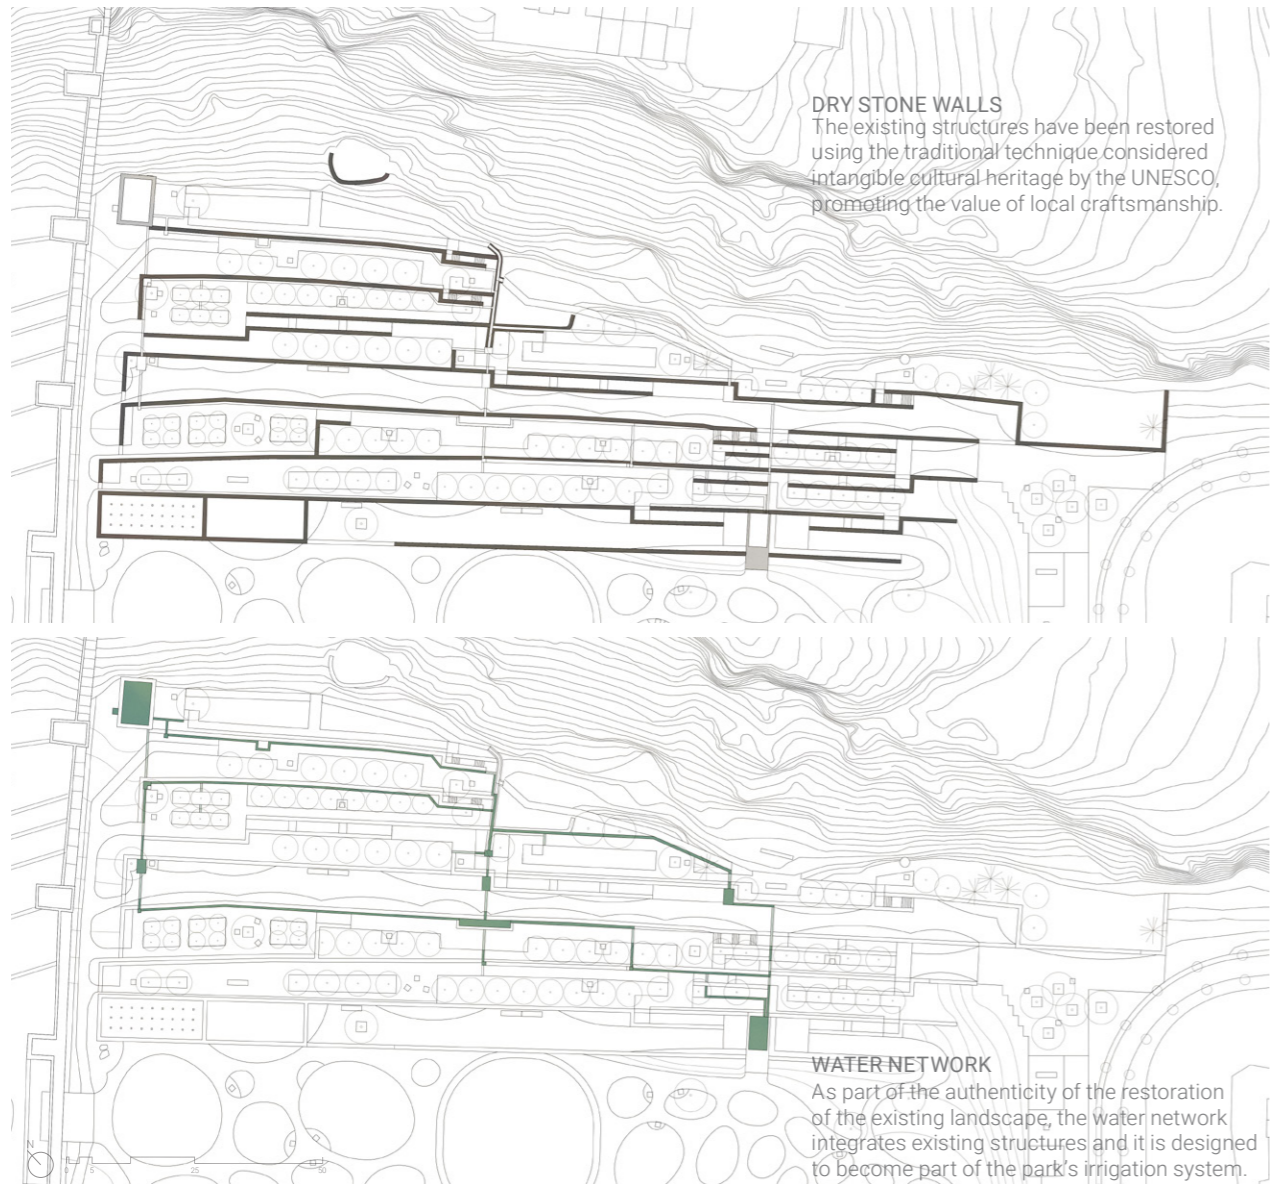 DRY STONE WALLS
The existing structures have been restored
using the traditional technique considered
intangible cultural heritage by the UNESCO,
promoting the value of local craftsmanship.
WATER NETWORK
As part of the authenticity of the restoration
of the existing landscape, the water network
integrates existing structures and it is designed
to become part of the park's irrigation system.
N
0 5 25 50